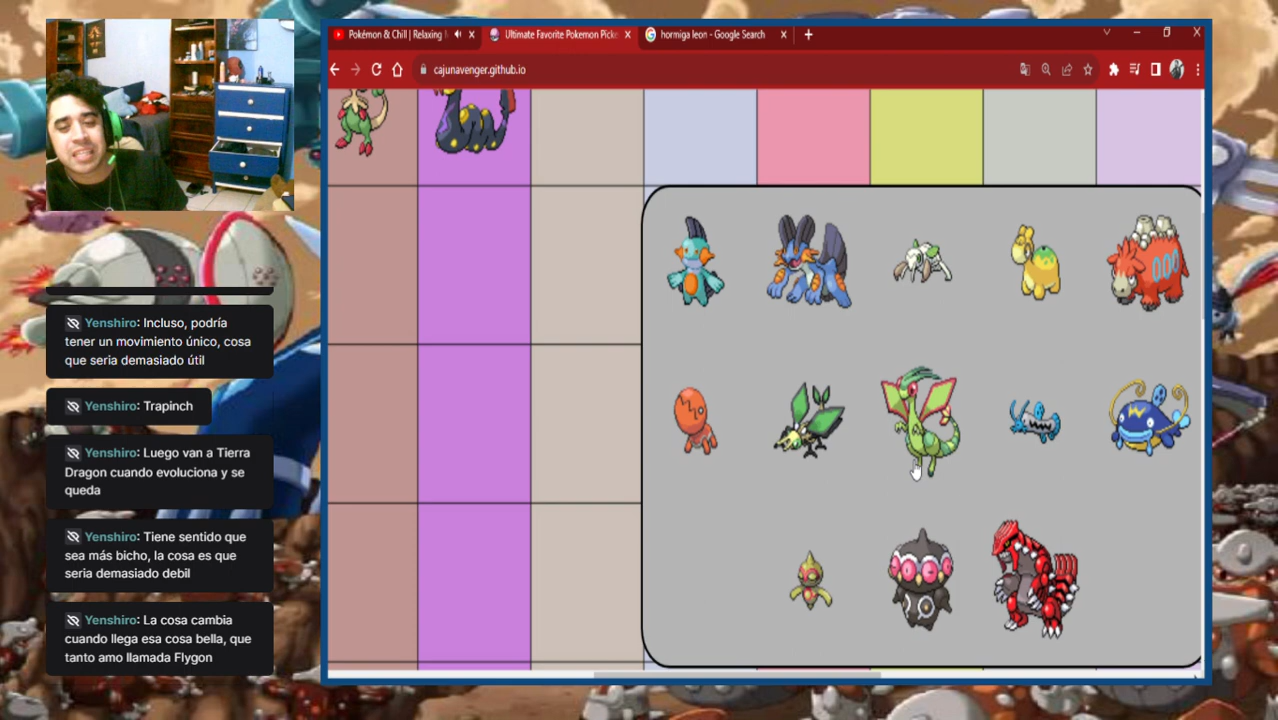 Pokémon & Chill | Relaxing
Ultimate Favorite Pokemon Picke
hormiga leon - Google Search
cajunavenger.github.io
Yenshiro: Incluso, podría
tener un movimiento único, cosa
que seria demasiado útil
Yenshiro: Trapinch
Yenshiro: Luego van a Tierra
Dragon cuando evoluciona y se
queda
Yenshiro: Tiene sentido que
sea más bicho, la cosa es que
seria demasiado debil
Yenshiro: La cosa cambia
cuando llega esa cosa bella, que
tanto amo llamada Flygon